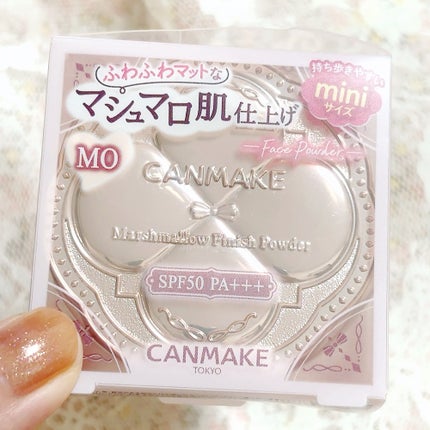 ふわふわマットな
マシュマロ肌仕上げ
持ち歩きやすい
mini
サイズ
Face Powder
MO
CANMAKE
Marshmallow Finish Powder
SPF50 PA+++
CANMAKE
TOKYO